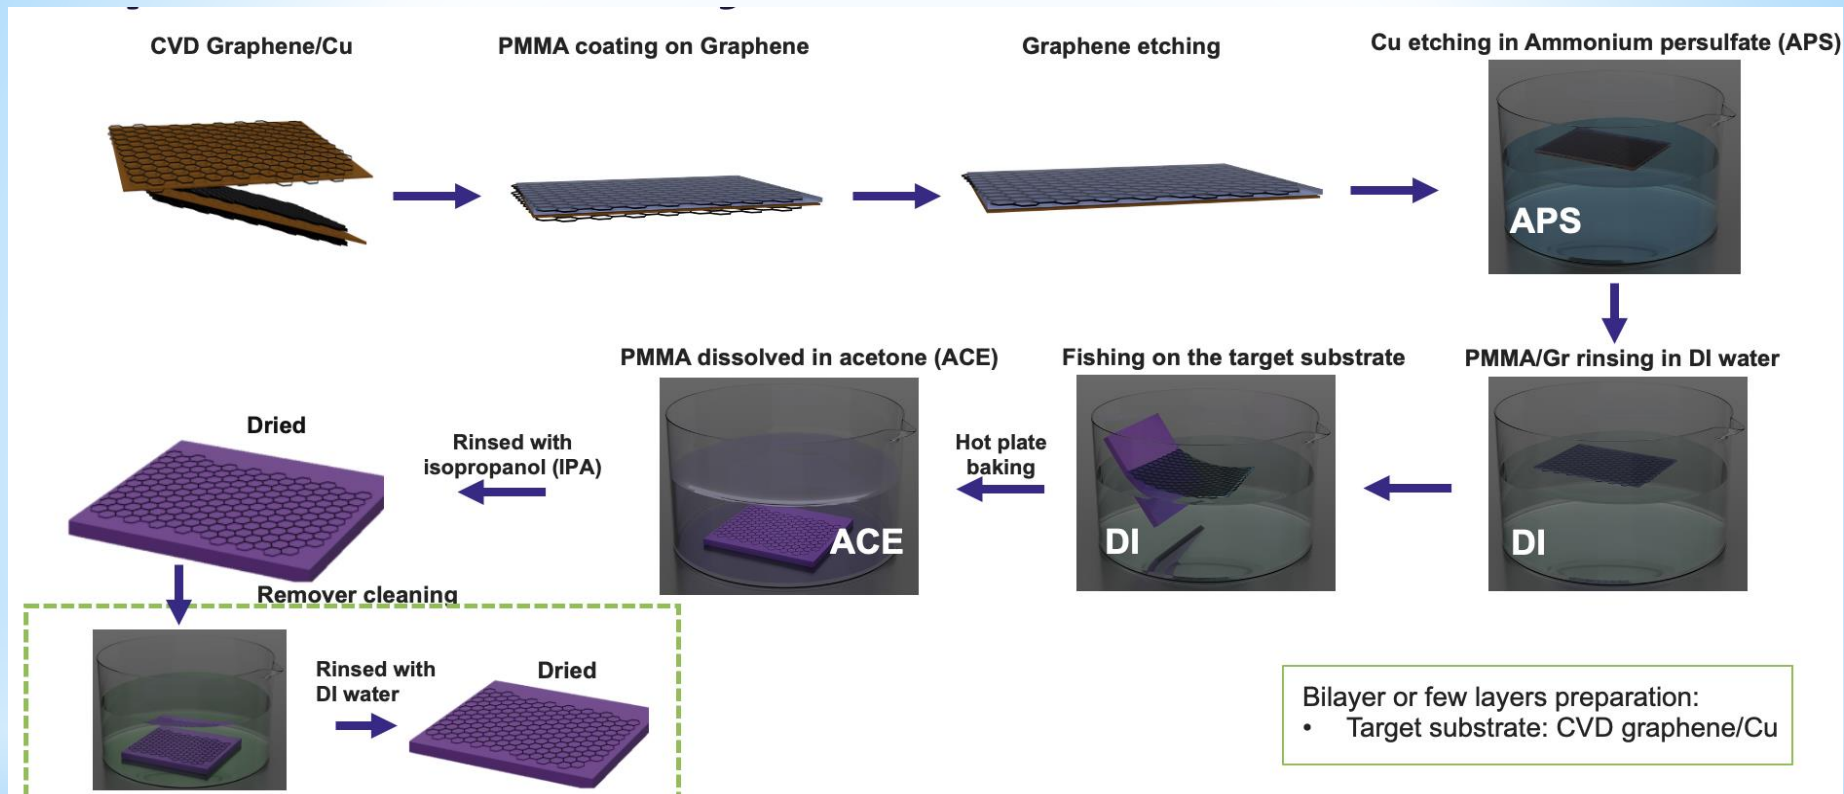 CVD Graphene/Cu
PMMA coating on Graphene
Graphene etching
Cu etching in Ammonium persulfate (APS)
APS
PMMA/Gr rinsing in DI water
DI
Fishing on the target substrate
DI
Hot plate
baking
PMMA dissolved in acetone (ACE)
ACE
Rinsed with
isopropanol (IPA)
Dried
Remover cleaning
Rinsed with
DI water
Dried
Bilayer or few layers preparation:
• Target substrate: CVD graphene/Cu